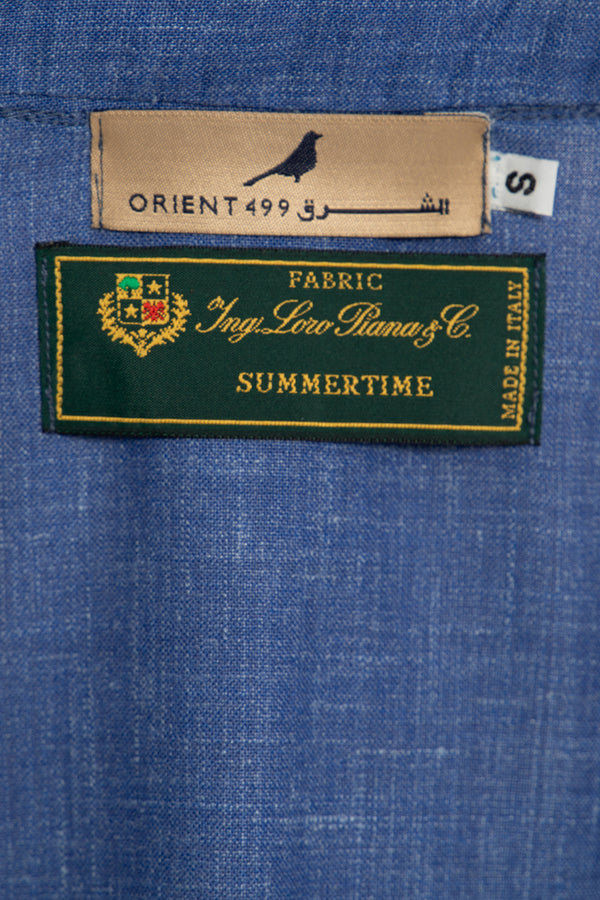 ORIENT 499 الشرق
S
FABRIC
Ing. Loro Piana & C.
SUMMERTIME
MADE IN ITALY